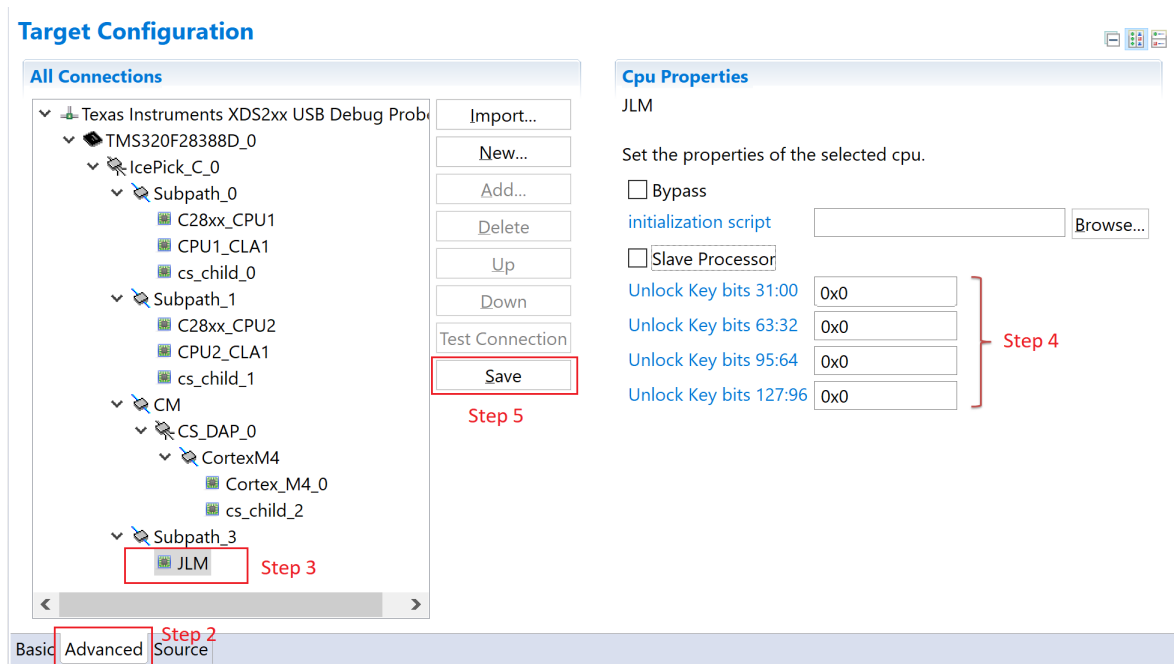 Target Configuration
All Connections
Texas Instruments XDS2xx USB Debug Prob
TMS320F28388D_0
IcePick_C_0
Subpath_0
C28xx_CPU1
CPU1_CLA1
cs_child_0
Subpath_1
C28xx_CPU2
CPU2_CLA1
cs_child_1
CM
CS_DAP_0
CortexM4
Cortex_M4_0
cs_child_2
Subpath_3
JLM
Step 3
Import...
New...
Add...
Delete
Up
Down
Test Connection
Save
Step 5
Cpu Properties
JLM
Set the properties of the selected cpu.
Bypass
initialization script
Browse...
Slave Processor
Unlock Key bits 31:00 0x0
Unlock Key bits 63:32 0x0
Unlock Key bits 95:64 0x0
Unlock Key bits 127:96 0x0
Step 4
Step 2
Basic Advanced Source